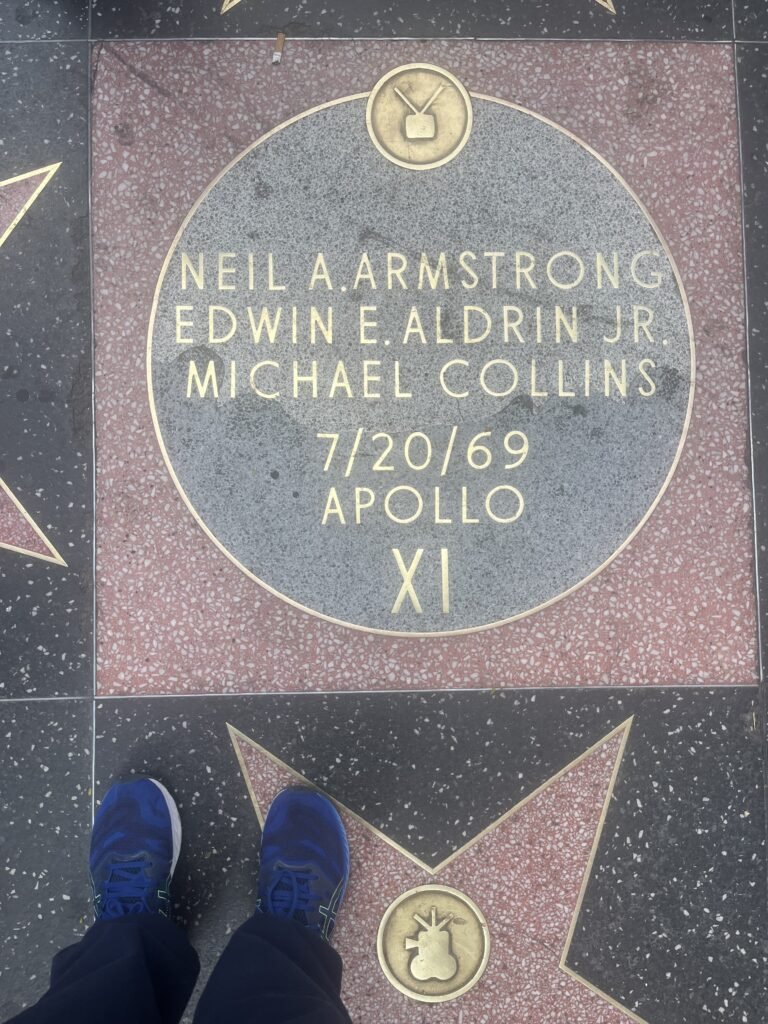 NEIL A. ARMSTRONG
EDWIN E. ALDRIN JR.
MICHAEL COLLINS
7/20/69
APOLLO
XI